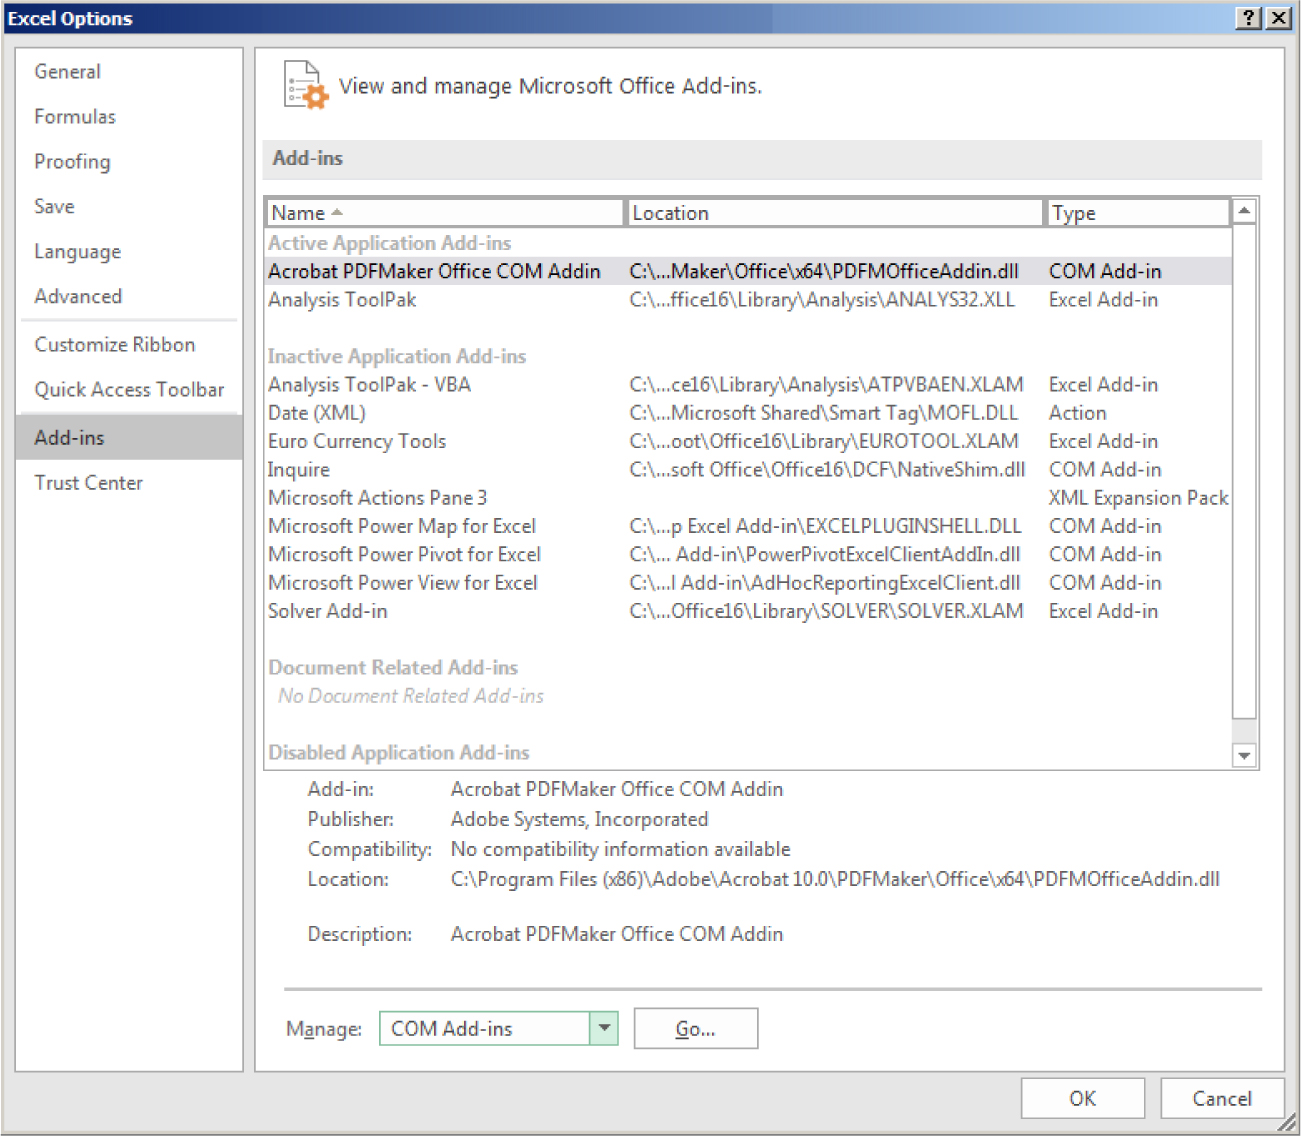 Excel Options
General
Formulas
Proofing
Save
Language
Advanced
Customize Ribbon
Quick Access Toolbar
Add-ins
Trust Center
View and manage Microsoft Office Add-ins.
Add-ins
Name Location Type
Active Application Add-ins
Acrobat PDFMaker Office COM Addin C:\...Maker\Office\x64\PDFMOfficeAddin.dll COM Add-in
Analysis ToolPak C:\...ffice16\Library\Analysis\ANALYS32.XLL Excel Add-in
Inactive Application Add-ins
Analysis ToolPak - VBA C:\...ce16\Library\Analysis\ATPVBAEN.XLAM Excel Add-in
Date (XML) C:\...Microsoft Shared\Smart Tag\MOFL.DLL Action
Euro Currency Tools C:\...oot\Office16\Library\EUROTOOL.XLAM Excel Add-in
Inquire C:\...soft Office\Office16\DCF\NativeShim.dll COM Add-in
Microsoft Actions Pane 3 XML Expansion Pack
Microsoft Power Map for Excel C:\...p Excel Add-in\EXCELPLUGINSHELL.DLL COM Add-in
Microsoft Power Pivot for Excel C:\... Add-in\PowerPivotExcelClientAddIn.dll COM Add-in
Microsoft Power View for Excel C:\...l Add-in\AdHocReportingExcelClient.dll COM Add-in
Solver Add-in C:\...Office16\Library\SOLVER\SOLVER.XLAM Excel Add-in
Document Related Add-ins
No Document Related Add-ins
Disabled Application Add-ins
Add-in: Acrobat PDFMaker Office COM Addin
Publisher: Adobe Systems, Incorporated
Compatibility: No compatibility information available
Location: C:\Program Files (x86)\Adobe\Acrobat 10.0\PDFMaker\Office\x64\PDFMOfficeAddin.dll
Description: Acrobat PDFMaker Office COM Addin
Manage: COM Add-ins Go...
OK Cancel